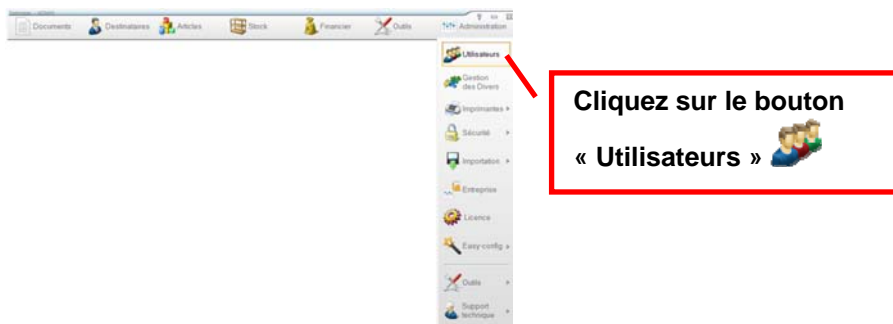 Documents Destinataires Articles Stock Financier Outils Administration
Utilisateurs
Gestion
des Divers
Imprimantes
Sécurité
Importation
Entreprise
Licence
Easy-config
Outils
Support
technique
Cliquez sur le bouton
« Utilisateurs »